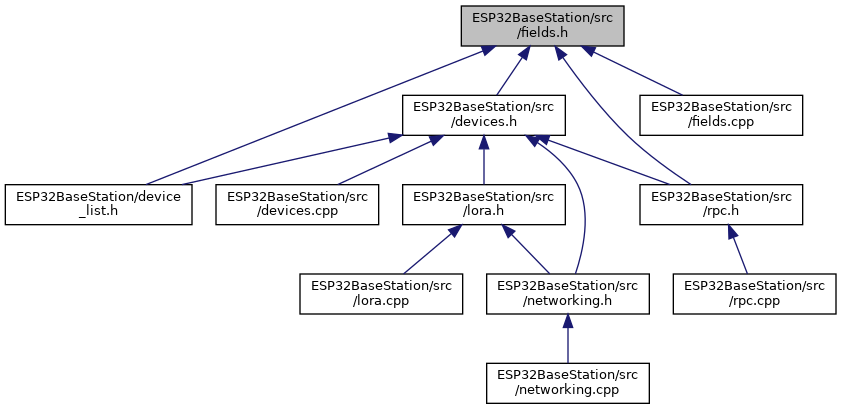 ESP32BaseStation/src
/fields.h
ESP32BaseStation/src
/devices.h
ESP32BaseStation/src
/fields.cpp
ESP32BaseStation/device
_list.h
ESP32BaseStation/src
/devices.cpp
ESP32BaseStation/src
/lora.h
ESP32BaseStation/src
/rpc.h
ESP32BaseStation/src
/lora.cpp
ESP32BaseStation/src
/networking.h
ESP32BaseStation/src
/rpc.cpp
ESP32BaseStation/src
/networking.cpp